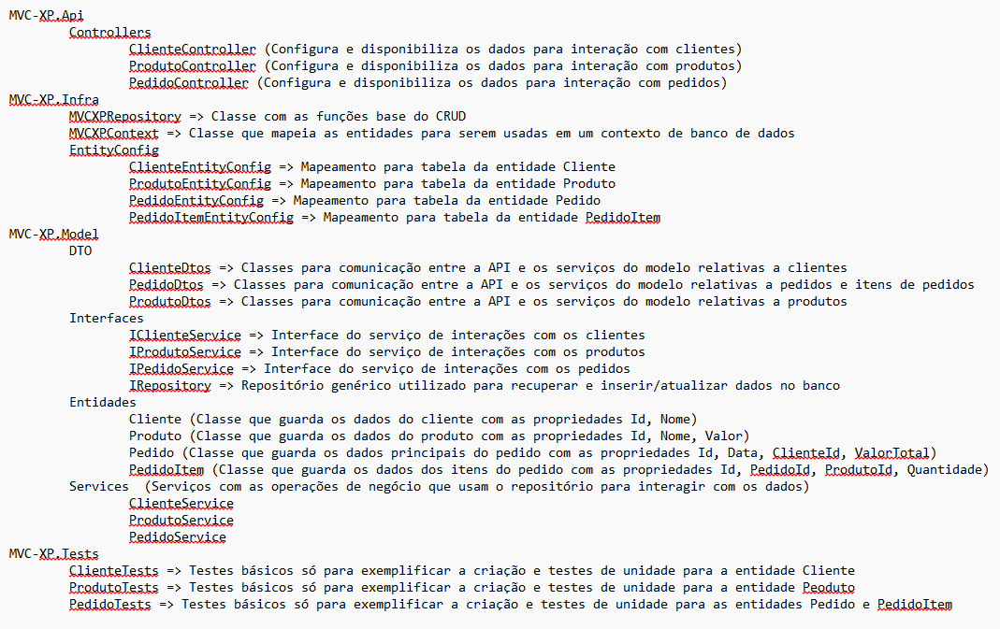 MVC-XP.Api
Controllers
ClienteController (Configura e disponibiliza os dados para interação com clientes)
ProdutoController (Configura e disponibiliza os dados para interação com produtos)
PedidoController (Configura e disponibiliza os dados para interação com pedidos)
MVC-XP.Infra
MVCXPRepository => Classe com as funções base do CRUD
MVCXPContext => Classe que mapeia as entidades para serem usadas em um contexto de banco de dados
EntityConfig
ClienteEntityConfig => Mapeamento para tabela da entidade Cliente
ProdutoEntityConfig => Mapeamento para tabela da entidade Produto
PedidoEntityConfig => Mapeamento para tabela da entidade Pedido
PedidoItemEntityConfig => Mapeamento para tabela da entidade PedidoItem
MVC-XP.Model
DTO
ClienteDtos => Classes para comunicação entre a API e os serviços do modelo relativas a clientes
PedidoDtos => Classes para comunicação entre a API e os serviços do modelo relativas a pedidos e itens de pedidos
ProdutoDtos => Classes para comunicação entre a API e os serviços do modelo relativas a produtos
Interfaces
IClienteService => Interface do serviço de interações com os clientes
IProdutoService => Interface do serviço de interações com os produtos
IPedidoService => Interface do serviço de interações com os pedidos
IRepository => Repositório genérico utilizado para recuperar e inserir/atualizar dados no banco
Entidades
Cliente (Classe que guarda os dados do cliente com as propriedades Id, Nome)
Produto (Classe que guarda os dados do produto com as propriedades Id, Nome, Valor)
Pedido (Classe que guarda os dados principais do pedido com as propriedades Id, Data, ClienteId, ValorTotal)
PedidoItem (Classe que guarda os dados dos itens do pedido com as propriedades Id, PedidoId, ProdutoId, Quantidade)
Services (Serviços com as operações de negócio que usam o repositório para interagir com os dados)
ClienteService
ProdutoService
PedidoService
MVC-XP.Tests
ClienteTests => Testes básicos só para exemplificar a criação e testes de unidade para a entidade Cliente
ProdutoTests => Testes básicos só para exemplificar a criação e testes de unidade para a entidade Peoduto
PedidoTests => Testes básicos só para exemplificar a criação e testes de unidade para as entidades Pedido e PedidoItem